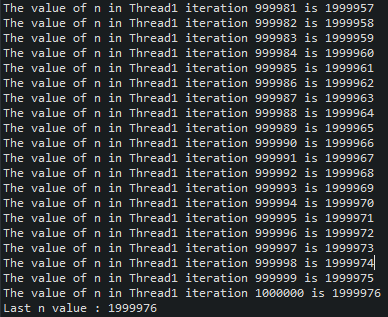 The value of n in Thread1 iteration 999981 is 1999957
The value of n in Thread1 iteration 999982 is 1999958
The value of n in Thread1 iteration 999983 is 1999959
The value of n in Thread1 iteration 999984 is 1999960
The value of n in Thread1 iteration 999985 is 1999961
The value of n in Thread1 iteration 999986 is 1999962
The value of n in Thread1 iteration 999987 is 1999963
The value of n in Thread1 iteration 999988 is 1999964
The value of n in Thread1 iteration 999989 is 1999965
The value of n in Thread1 iteration 999990 is 1999966
The value of n in Thread1 iteration 999991 is 1999967
The value of n in Thread1 iteration 999992 is 1999968
The value of n in Thread1 iteration 999993 is 1999969
The value of n in Thread1 iteration 999994 is 1999970
The value of n in Thread1 iteration 999995 is 1999971
The value of n in Thread1 iteration 999996 is 1999972
The value of n in Thread1 iteration 999997 is 1999973
The value of n in Thread1 iteration 999998 is 1999974
The value of n in Thread1 iteration 999999 is 1999975
The value of n in Thread1 iteration 1000000 is 1999976
Last n value : 1999976